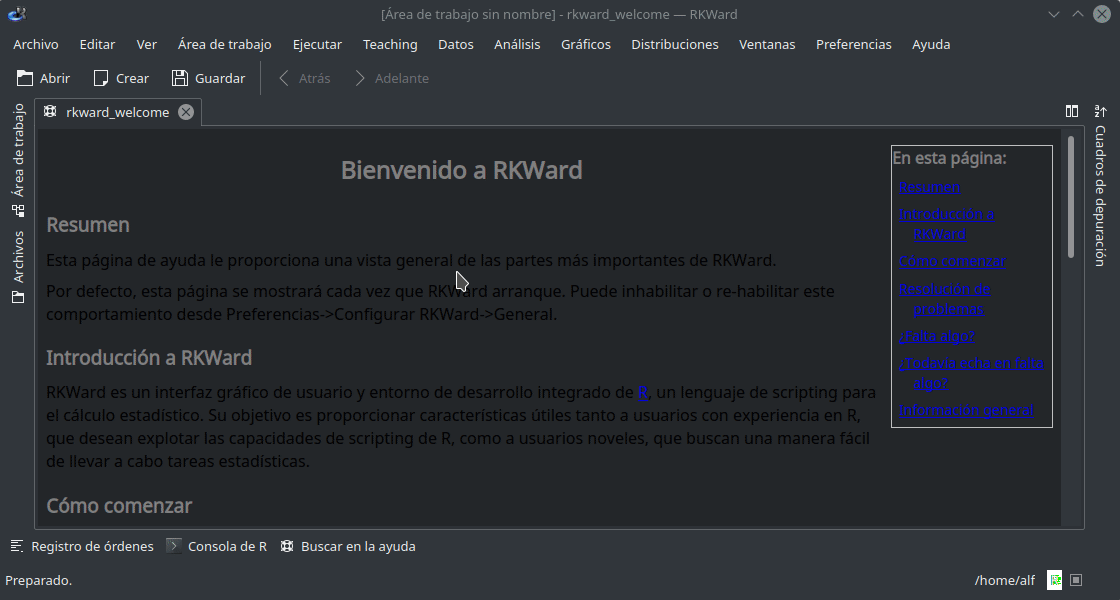 [Área de trabajo sin nombre] - rkward_welcome — RKWard
Archivo Editar Ver Área de trabajo Ejecutar Teaching Datos Análisis Gráficos Distribuciones Ventanas Preferencias Ayuda
Abrir Crear Guardar Atrás Adelante
Área de trabajo
Archivos
rkward_welcome
Bienvenido a RKWard
Resumen
Esta página de ayuda le proporciona una vista general de las partes más importantes de RKWard.
Por defecto, esta página se mostrará cada vez que RKWard arranque. Puede inhabilitar o re-habilitar este
comportamiento desde Preferencias->Configurar RKWard->General.
Introducción a RKWard
RKWard es un interfaz gráfico de usuario y entorno de desarrollo integrado de R, un lenguaje de scripting para
el cálculo estadístico. Su objetivo es proporcionar características útiles tanto a usuarios con experiencia en R,
que desean explotar las capacidades de scripting de R, como a usuarios noveles, que buscan una manera fácil
de llevar a cabo tareas estadísticas.
Cómo comenzar
En esta página:
Resumen
Introducción a
RKWard
Cómo comenzar
Resolución de
problemas
¿Falta algo?
¿Todavía echa en falta
algo?
Información general
Cuadros de depuración
Registro de órdenes Consola de R Buscar en la ayuda
Preparado. /home/alf